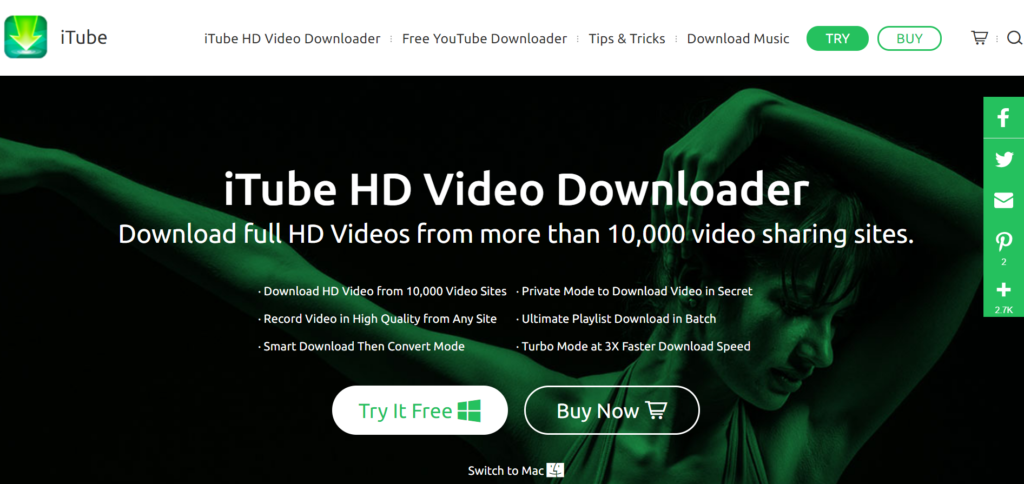 iTube
iTube HD Video Downloader
Free YouTube Downloader
Tips & Tricks
Download Music
TRY
BUY
iTube HD Video Downloader
Download full HD Videos from more than 10,000 video sharing sites.
· Download HD Video from 10,000 Video Sites
· Private Mode to Download Video in Secret
· Record Video in High Quality from Any Site
· Ultimate Playlist Download in Batch
· Smart Download Then Convert Mode
· Turbo Mode at 3X Faster Download Speed
Try It Free
Buy Now
Switch to Mac
2
2.7K